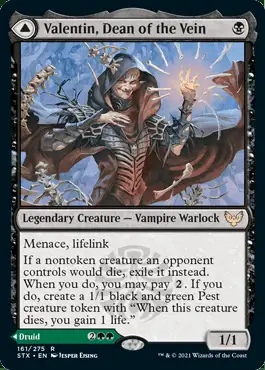 Valentin, Dean of the Vein
Legendary Creature — Vampire Warlock
Menace, lifelink
If a nontoken creature an opponent
controls would die, exile it instead.
When you do, you may pay 2. If you
do, create a 1/1 black and green Pest
creature token with “When this creature
dies, you gain 1 life.”
Druid 2
1/1
161/275 R
STX • EN JESPER EJSING
™ & © 2021 Wizards of the Coast